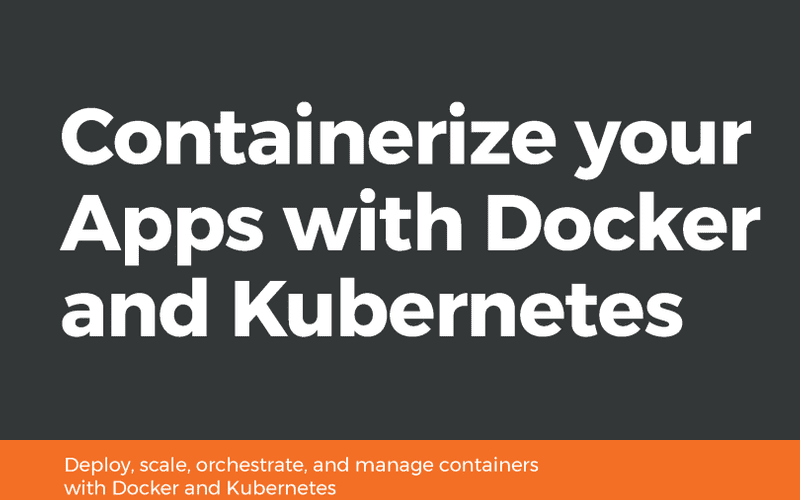 Containerize your
Apps with Docker
and Kubernetes
Deploy, scale, orchestrate, and manage containers
with Docker and Kubernetes